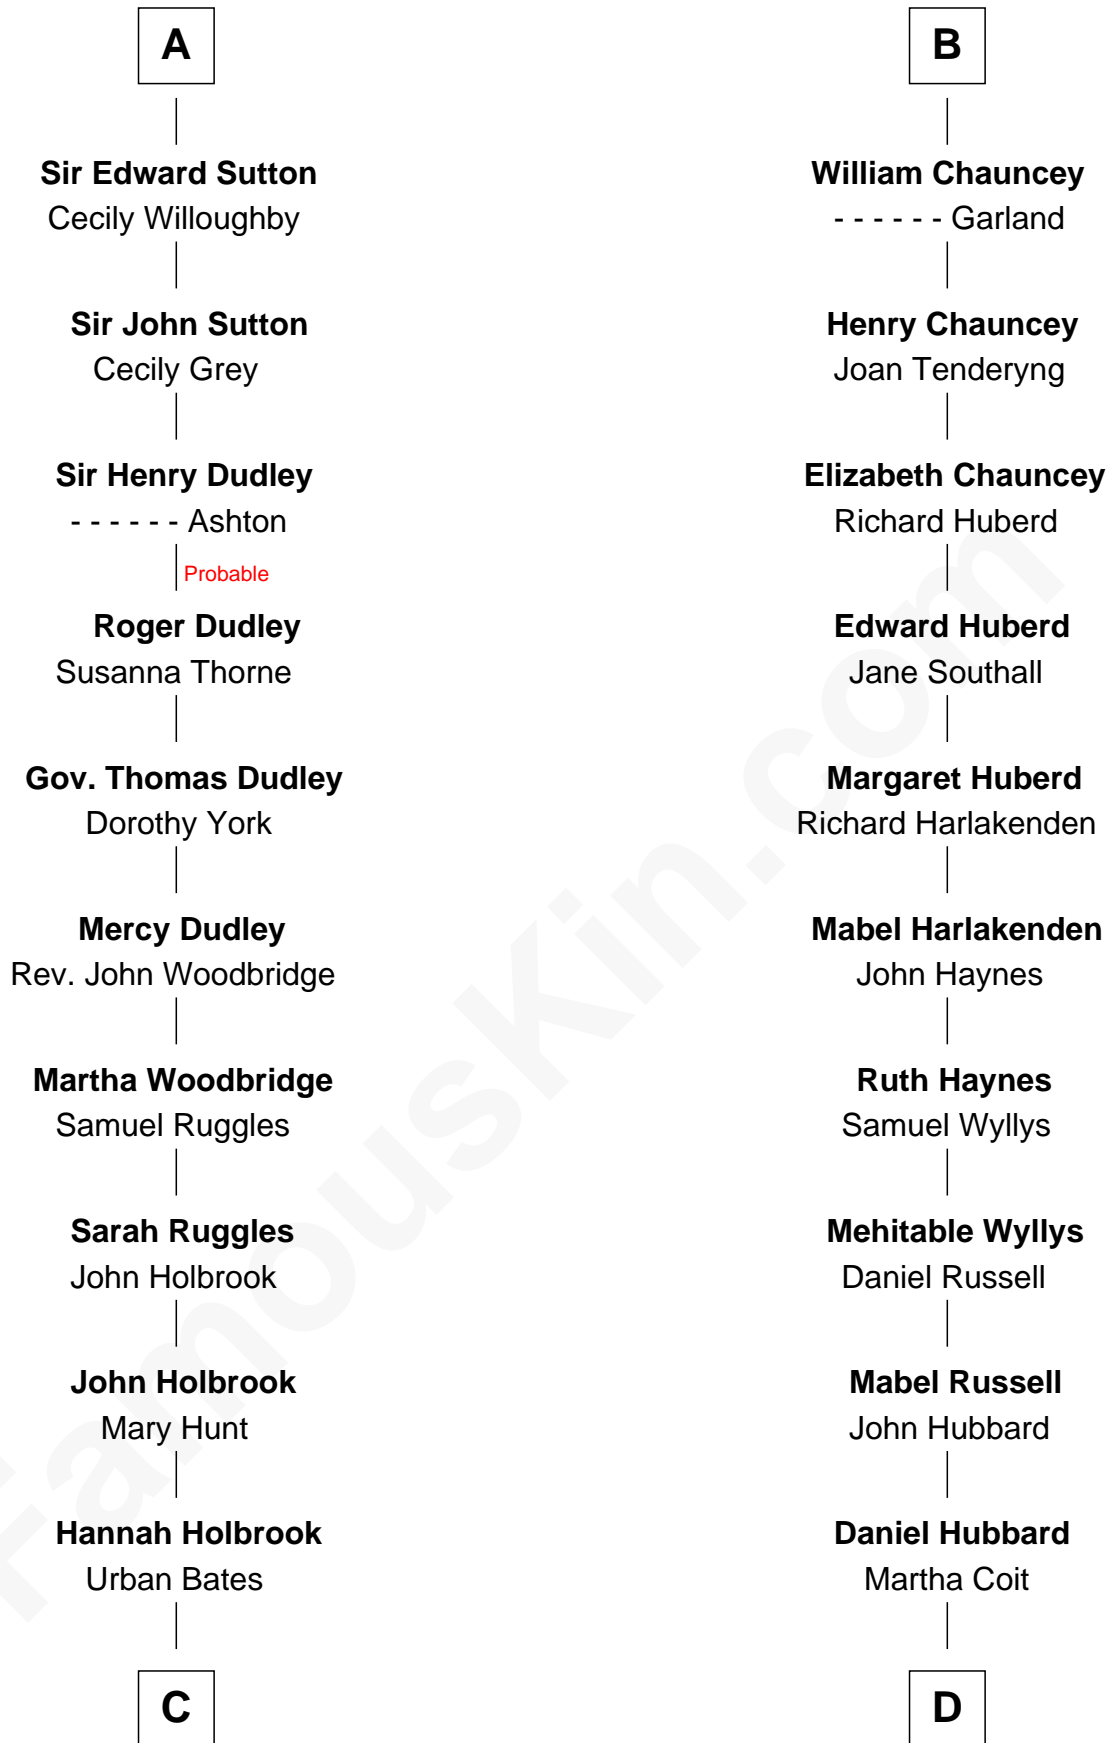 A
Sir Edward Sutton
Cecily Willoughby
Sir John Sutton
Cecily Grey
Sir Henry Dudley
- - - - - - Ashton
Probable
Roger Dudley
Susanna Thorne
Gov. Thomas Dudley
Dorothy York
Mercy Dudley
Rev. John Woodbridge
Martha Woodbridge
Samuel Ruggles
Sarah Ruggles
John Holbrook
John Holbrook
Mary Hunt
Hannah Holbrook
Urban Bates
C
B
William Chauncey
- - - - - - Garland
Henry Chauncey
Joan Tenderyng
Elizabeth Chauncey
Richard Huberd
Edward Huberd
Jane Southall
Margaret Huberd
Richard Harlakenden
Mabel Harlakenden
John Haynes
Ruth Haynes
Samuel Wyllys
Mehitable Wyllys
Daniel Russell
Mabel Russell
John Hubbard
Daniel Hubbard
Martha Coit
D
FamousKin.com